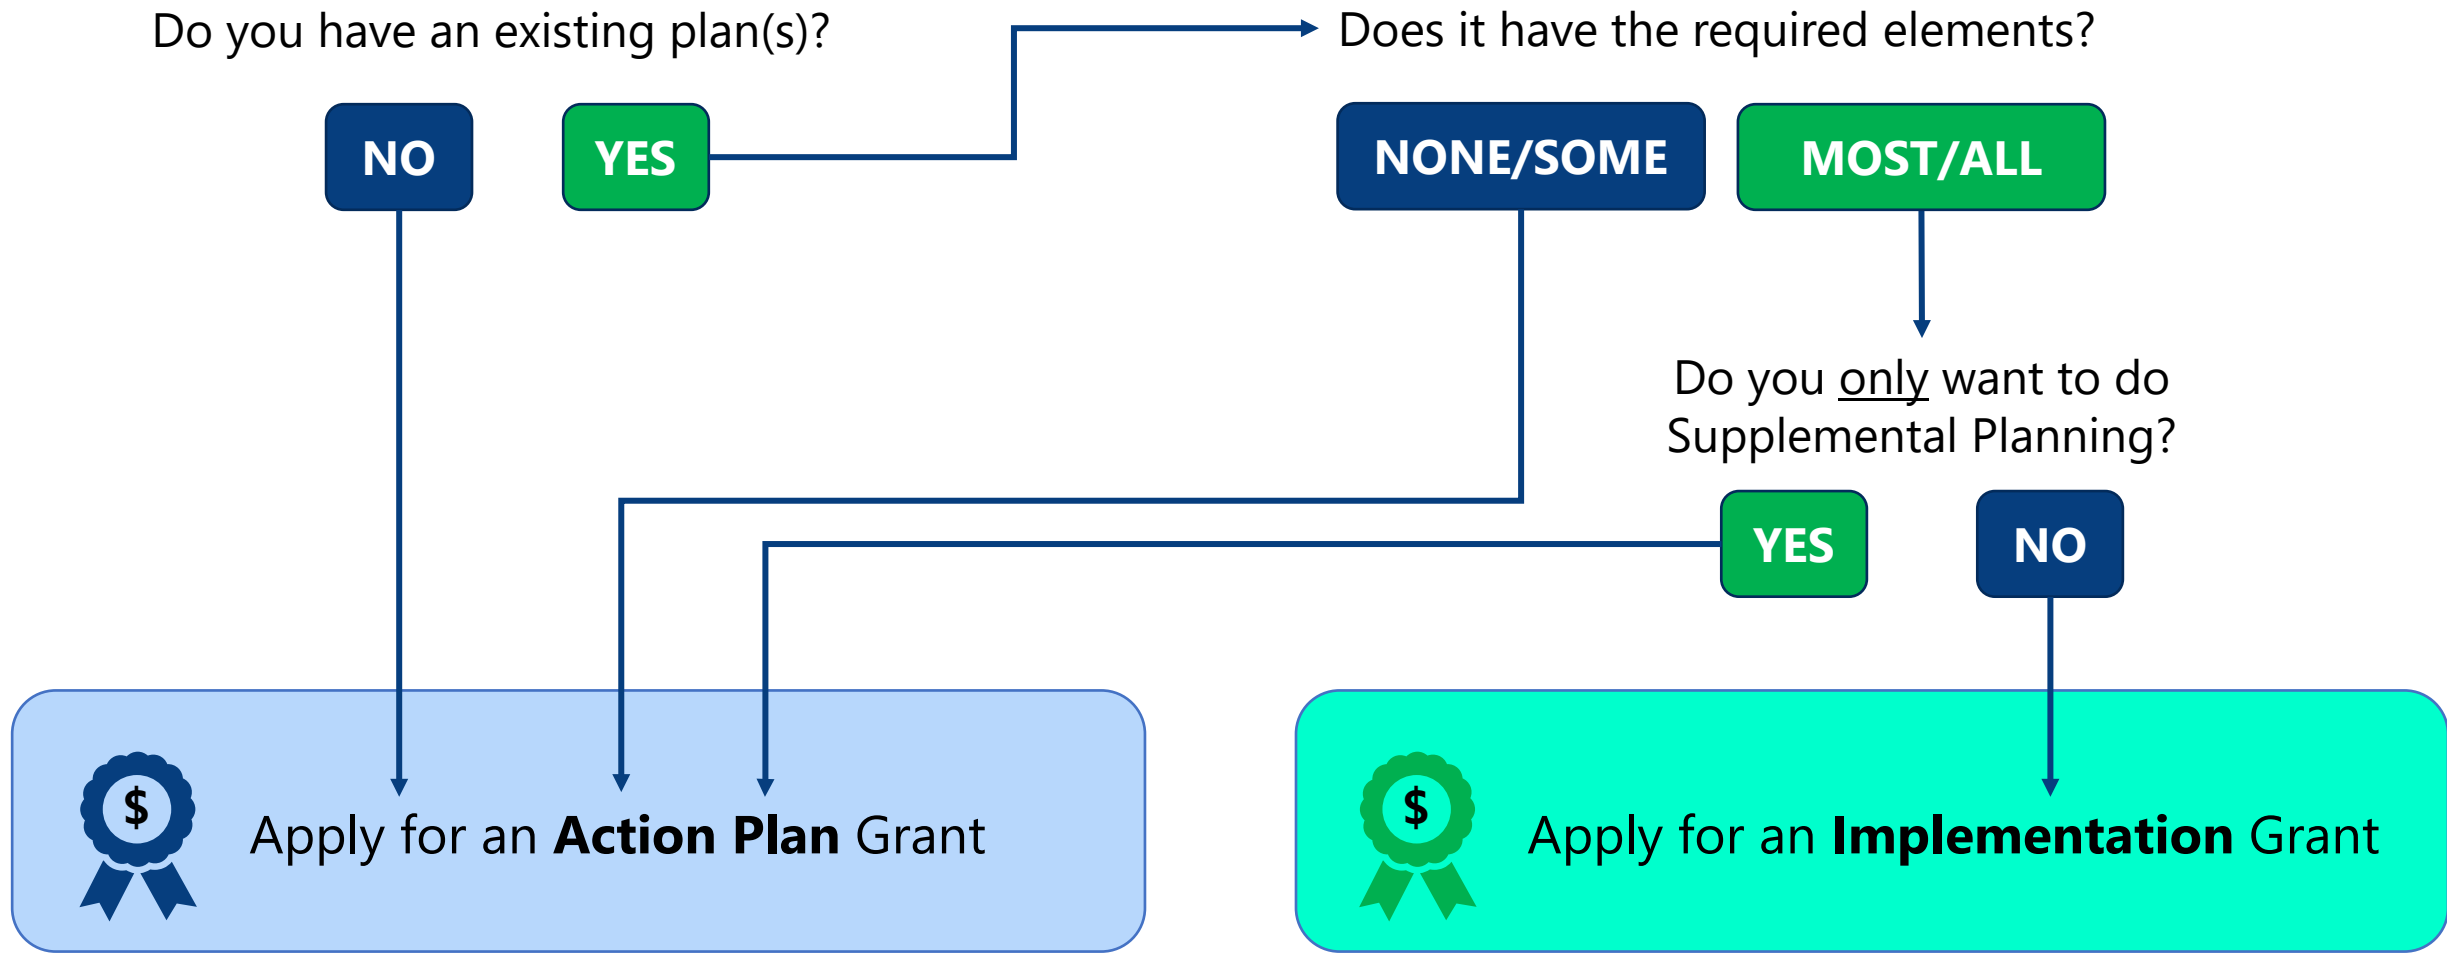 Do you have an existing plan(s)?
NO
YES
Does it have the required elements?
NONE/SOME
MOST/ALL
Do you only want to do
Supplemental Planning?
YES
NO
$
Apply for an Action Plan Grant
$
Apply for an Implementation Grant